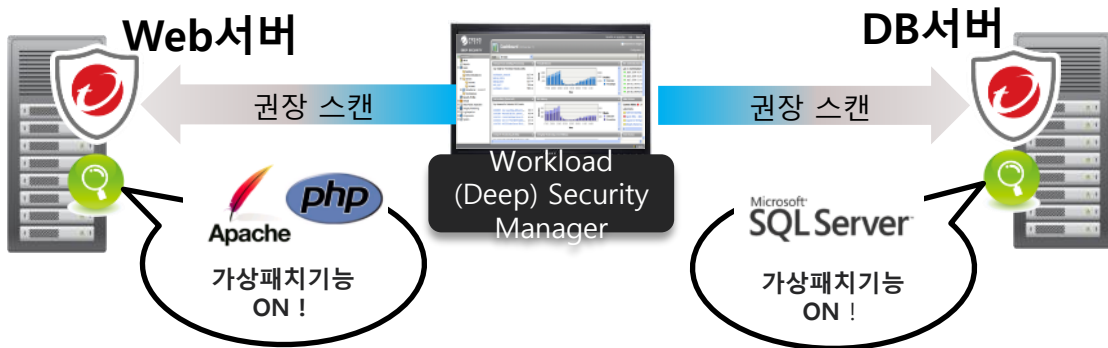 Web서버
DB서버
권장 스캔
권장 스캔
Workload
(Deep) Security
Manager
Apache
php
가상패치기능
ON !
Microsoft
SQL Server
가상패치기능
ON !